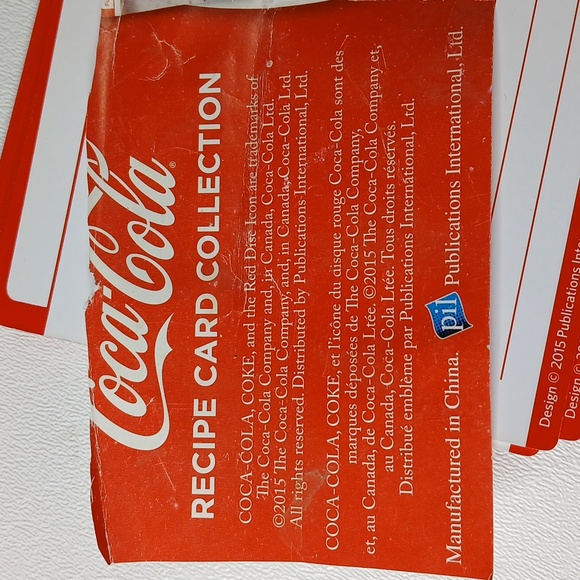 Coca-Cola®
RECIPE CARD COLLECTION
COCA-COLA, COKE, and the Red Disc Icon are trademarks of
The Coca-Cola Company and, in Canada, Coca-Cola Ltd.
©2015 The Coca-Cola Company, and, in Canada, Coca-Cola Ltd.
All rights reserved. Distributed by Publications International, Ltd
COCA-COLA, COKE, et l'icône du disque rouge Coca-Cola sont des
marques déposées de The Coca-Cola Company,
et, au Canada, de Coca-Cola Ltée. ©2015 The Coca-Cola Company et,
au Canada, Coca-Cola Ltée. Tous droits réservés.
Distribué emblème par Publications International, Ltd
Manufactured in China. pil Publications International, Ltd.
Design © 2015 Publications Inte
Design © 20